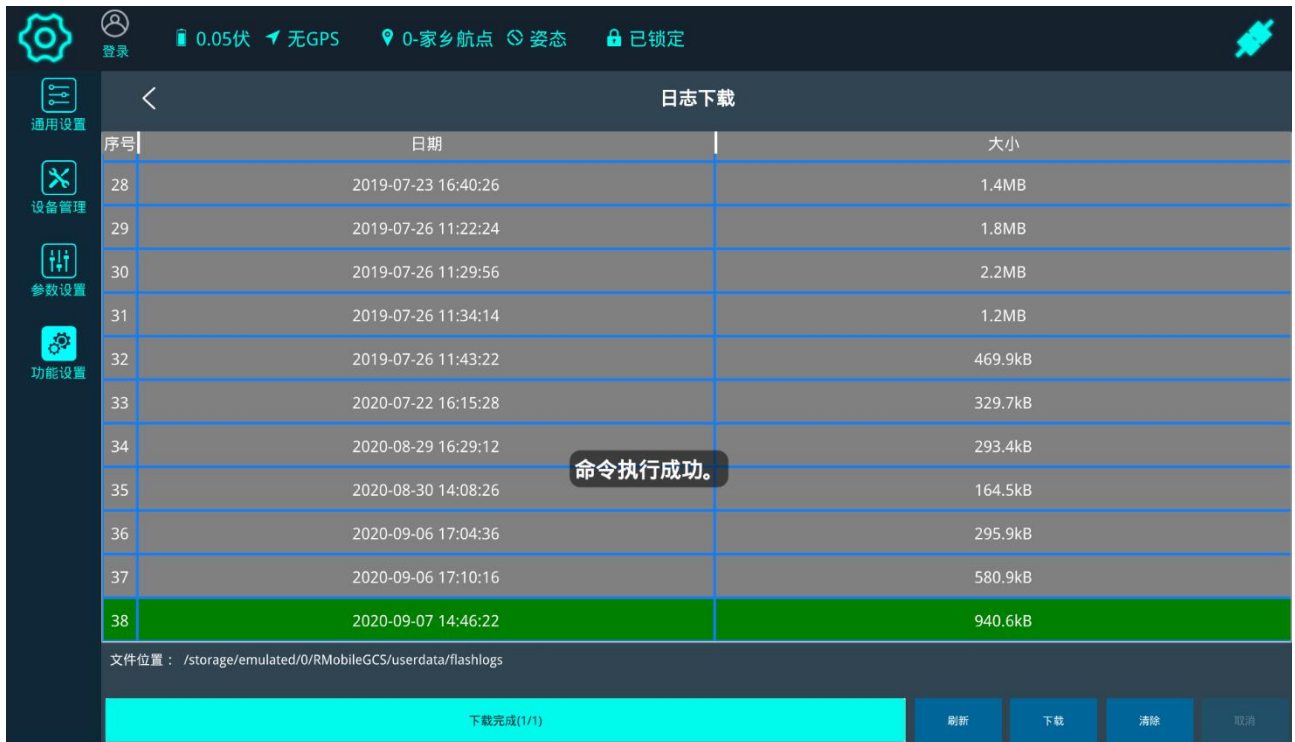 登录
0.05伏 无GPS 0-家乡航点 姿态 已锁定
通用设置
设备管理
参数设置
功能设置
日志下载
序号 日期 大小
28 2019-07-23 16:40:26 1.4MB
29 2019-07-26 11:22:24 1.8MB
30 2019-07-26 11:29:56 2.2MB
31 2019-07-26 11:34:14 1.2MB
32 2019-07-26 11:43:22 469.9kB
33 2020-07-22 16:15:28 329.7kB
34 2020-08-29 16:29:12 293.4kB
命令执行成功。
35 2020-08-30 14:08:26 164.5kB
36 2020-09-06 17:04:36 295.9kB
37 2020-09-06 17:10:16 580.9kB
38 2020-09-07 14:46:22 940.6kB
文件位置： /storage/emulated/0/RMobileGCS/userdata/flashlogs
下载完成(1/1) 刷新 下载 清除 取消